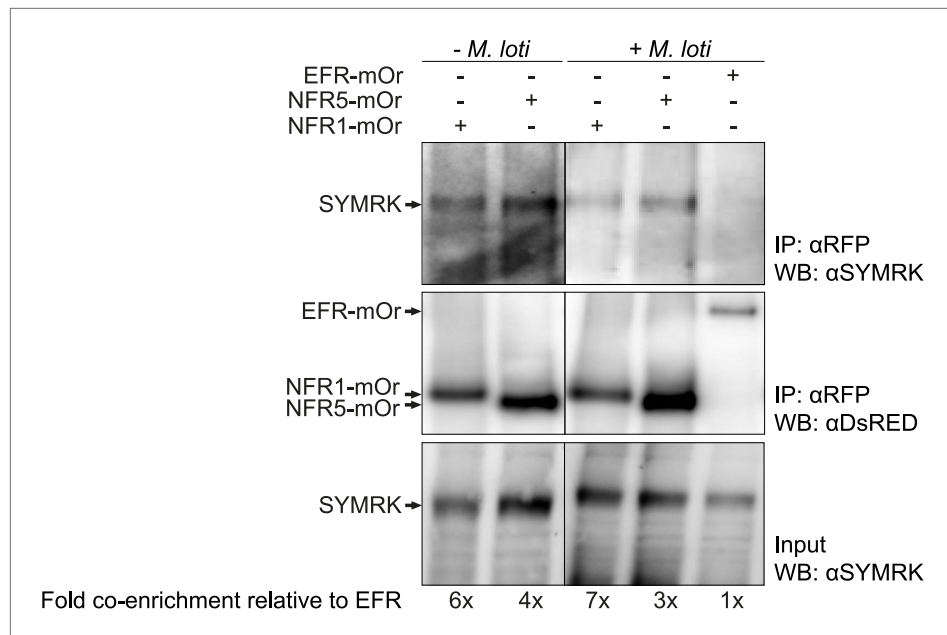 - M. loti + M. loti
EFR-mOr - - - - +
NFR5-mOr - + - + -
NFR1-mOr + - + - -
SYMRK
IP: αRFP
WB: αSYMRK
EFR-mOr
NFR1-mOr
NFR5-mOr
IP: αRFP
WB: αDsRED
SYMRK
Input
WB: αSYMRK
Fold co-enrichment relative to EFR 6x 4x 7x 3x 1x